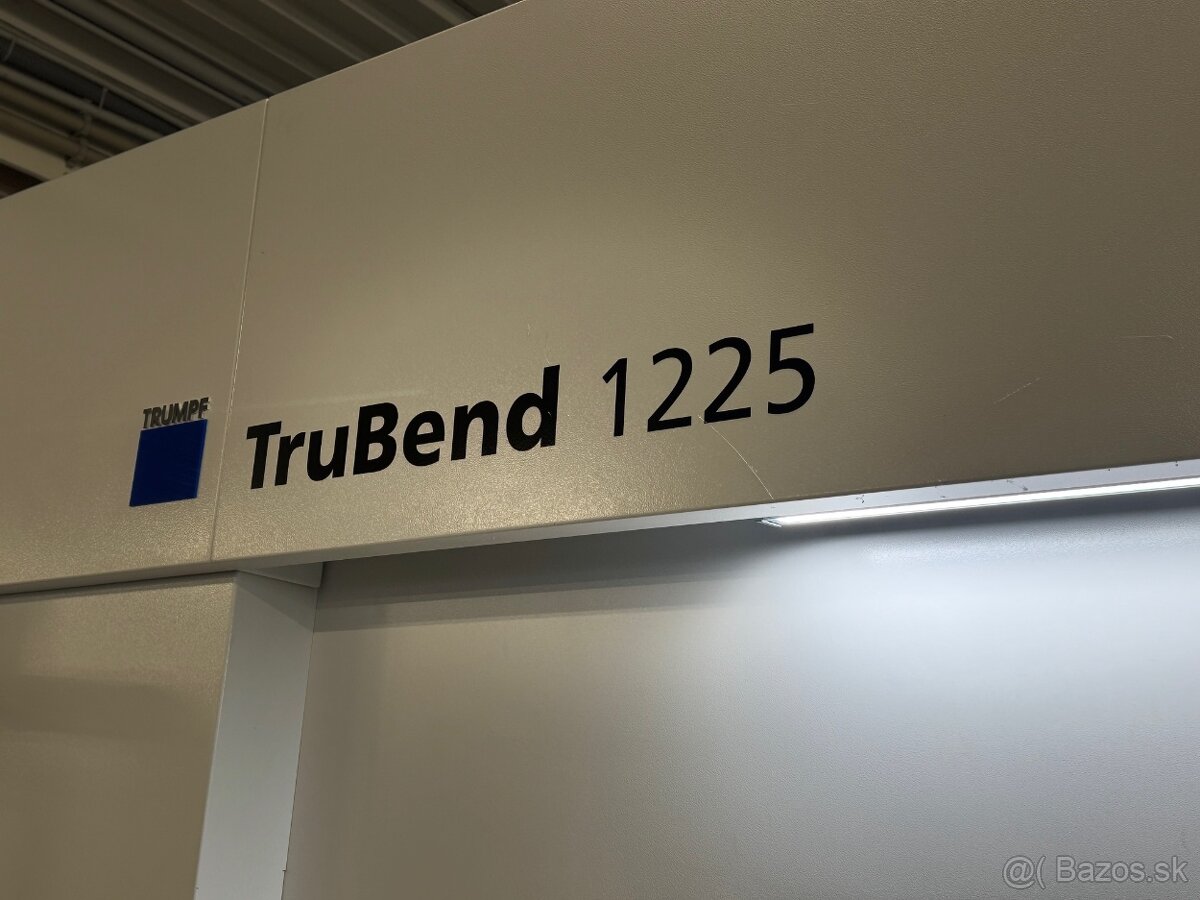 TRUMPF
TruBend 1225
@( Bazos.sk